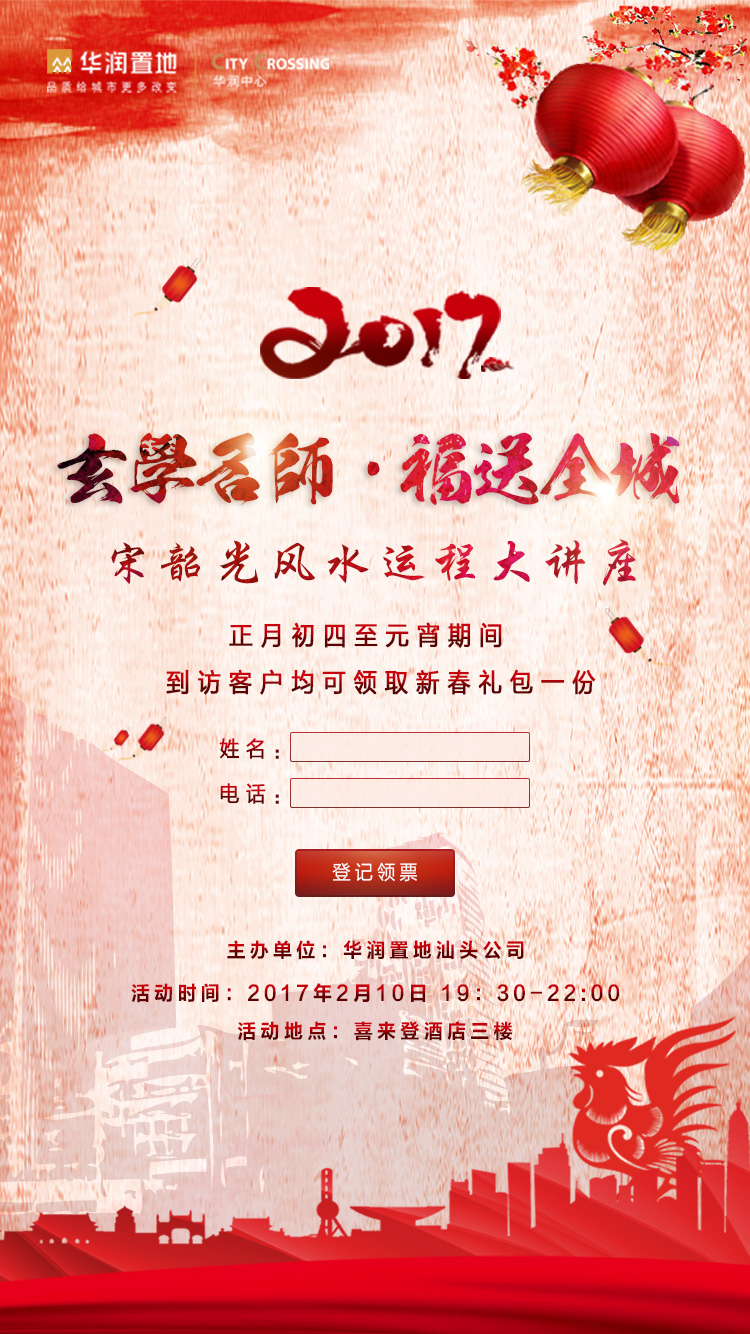 华润置地
品质给城市更多改变
CITY CROSSING
华润中心
2017
玄學名師·福送全城
宋韶光风水运程大讲座
正月初四至元宵期间
到访客户均可领取新春礼包一份
姓名：
电话：
登记领票
主办单位：华润置地汕头公司
活动时间：2017年2月10日 19：30-22:00
活动地点：喜来登酒店三楼